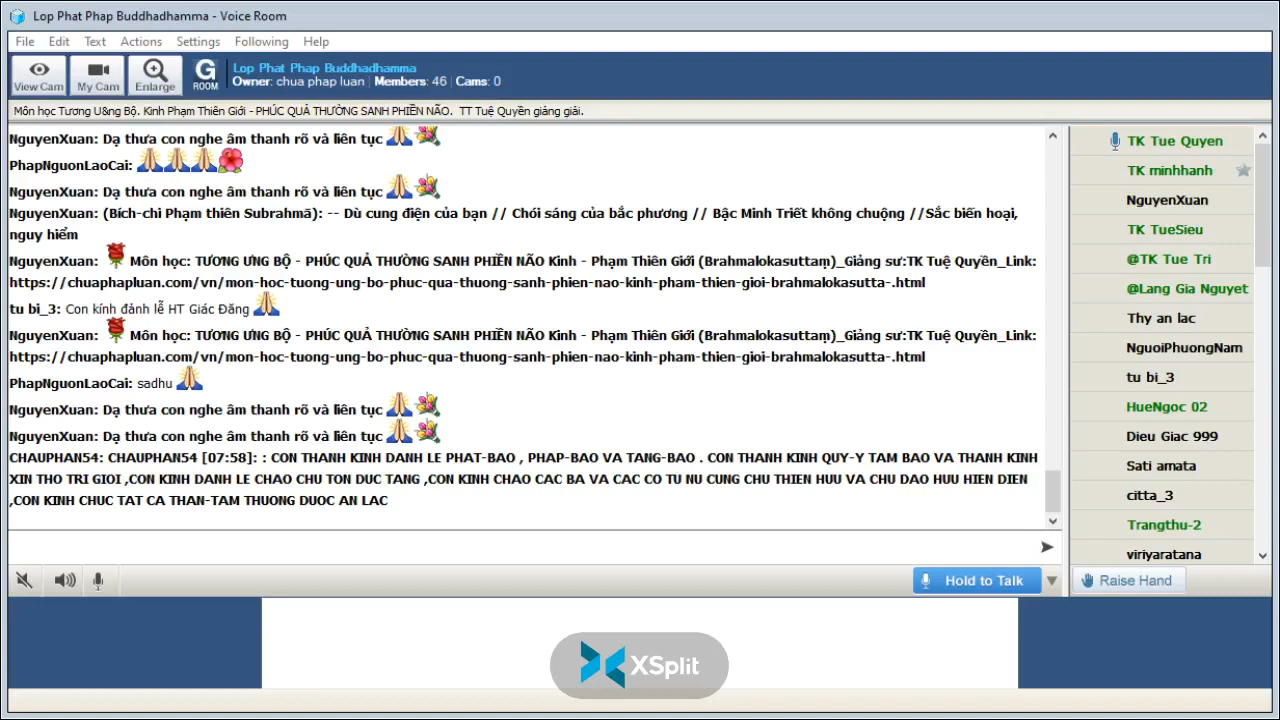 Lop Phat Phap Buddhadhamma - Voice Room
File Edit Text Actions Settings Following Help
View Cam My Cam Enlarge G ROOM
Lop Phat Phap Buddhadhamma
Owner: chua phap luan | Members: 46 | Cams: 0
Môn học Tương U&ng Bộ. Kinh Phạm Thiên Giới - PHÚC QUẢ THƯỜNG SANH PHIỀN NÃO. TT Tuệ Quyền giảng giải.
NguyenXuan: Dạ thưa con nghe âm thanh rõ và liên tục
PhapNguonLaoCai:
NguyenXuan: Dạ thưa con nghe âm thanh rõ và liên tục
NguyenXuan: (Bích-chi Phạm thiên Subrahmā): -- Dù cung điện của bạn // Chói sáng của bắc phương // Bậc Minh Triết không chuộng //Sắc biến hoại,
nguy hiểm
NguyenXuan: Môn học: TƯƠNG ƯNG BỘ - PHÚC QUẢ THƯỜNG SANH PHIỀN NÃO Kinh - Phạm Thiên Giới (Brahmalokasuttaṃ)_Giảng sư:TK Tuệ Quyền_Link:
https://chuaphapluan.com/vn/mon-hoc-tuong-ung-bo-phuc-qua-thuong-sanh-phien-nao-kinh-pham-thien-gioi-brahmalokasutta-.html
tu bi_3: Con kính đảnh lễ HT Giác Đăng
NguyenXuan: Môn học: TƯƠNG ƯNG BỘ - PHÚC QUẢ THƯỜNG SANH PHIỀN NÃO Kinh - Phạm Thiên Giới (Brahmalokasuttaṃ)_Giảng sư:TK Tuệ Quyền_Link:
https://chuaphapluan.com/vn/mon-hoc-tuong-ung-bo-phuc-qua-thuong-sanh-phien-nao-kinh-pham-thien-gioi-brahmalokasutta-.html
PhapNguonLaoCai: sadhu
NguyenXuan: Dạ thưa con nghe âm thanh rõ và liên tục
NguyenXuan: Dạ thưa con nghe âm thanh rõ và liên tục
CHAUPHAN54: CHAUPHAN54 [07:58]: : CON THANH KINH DANH LE PHAT-BAO , PHAP-BAO VA TANG-BAO . CON THANH KINH QUY-Y TAM BAO VA THANH KINH
XIN THO TRI GIOI ,CON KINH DANH LE CHAO CHU TON DUC TANG ,CON KINH CHAO CAC BA VA CAC CO TU NU CUNG CHU THIEN HUU VA CHU DAO HUU HIEN DIEN
,CON KINH CHUC TAT CA THAN-TAM THUONG DUOC AN LAC
TK Tue Quyen
TK minhhanh
NguyenXuan
TK TueSieu
@TK Tue Tri
@Lang Gia Nguyet
Thy an lac
NguoiPhuongNam
tu bi_3
HueNgoc 02
Dieu Giac 999
Sati amata
citta_3
Trangthu-2
viriyaratana
Hold to Talk
Raise Hand
XSplit